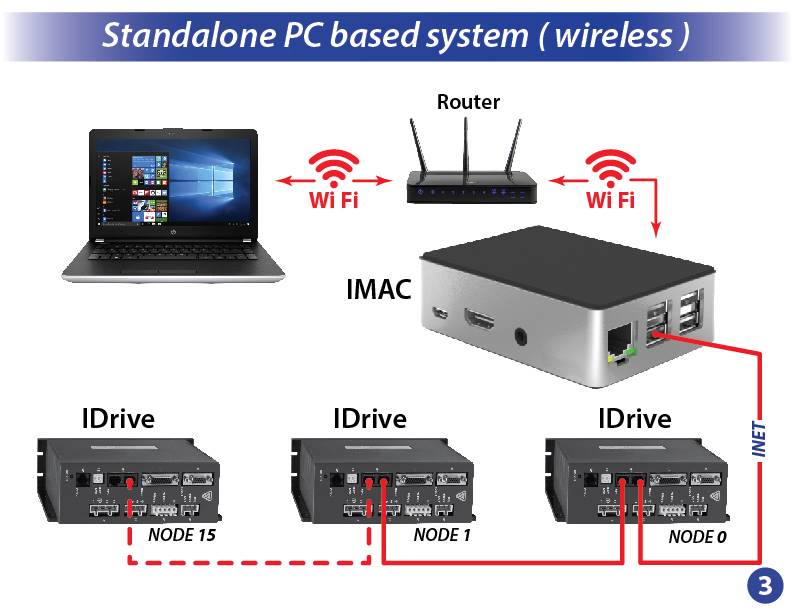 Standalone PC based system ( wireless )
Router
Wi Fi
Wi Fi
IMAC
IDrive
IDrive
IDrive
INET
NODE 15
NODE 1
NODE 0
3